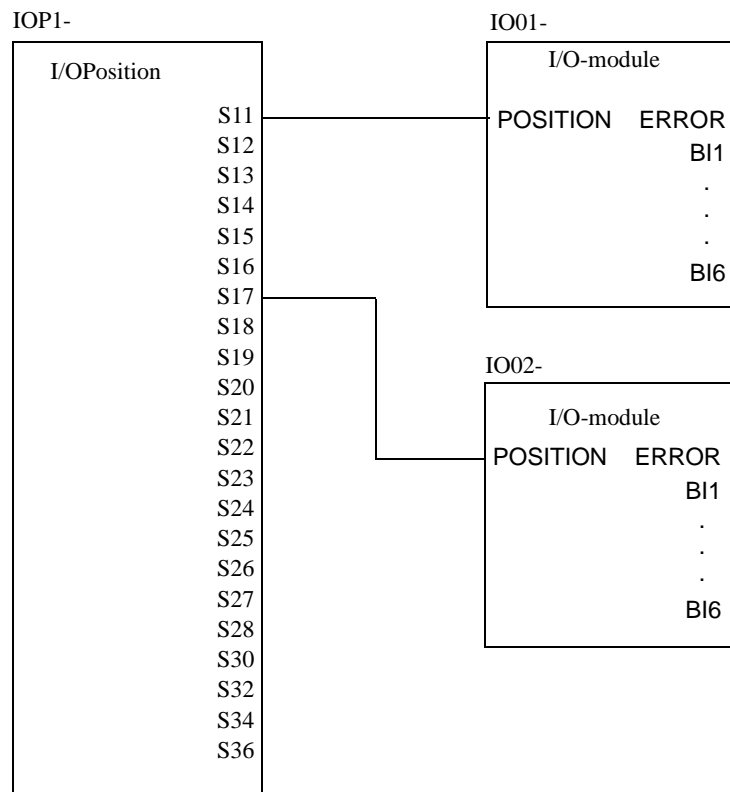 IOP1-
I/OPosition
S11
S12
S13
S14
S15
S16
S17
S18
S19
S20
S21
S22
S23
S24
S25
S26
S27
S28
S30
S32
S34
S36
IO01-
I/O-module
POSITION ERROR
BI1
.
.
.
BI6
IO02-
I/O-module
POSITION ERROR
BI1
.
.
.
BI6